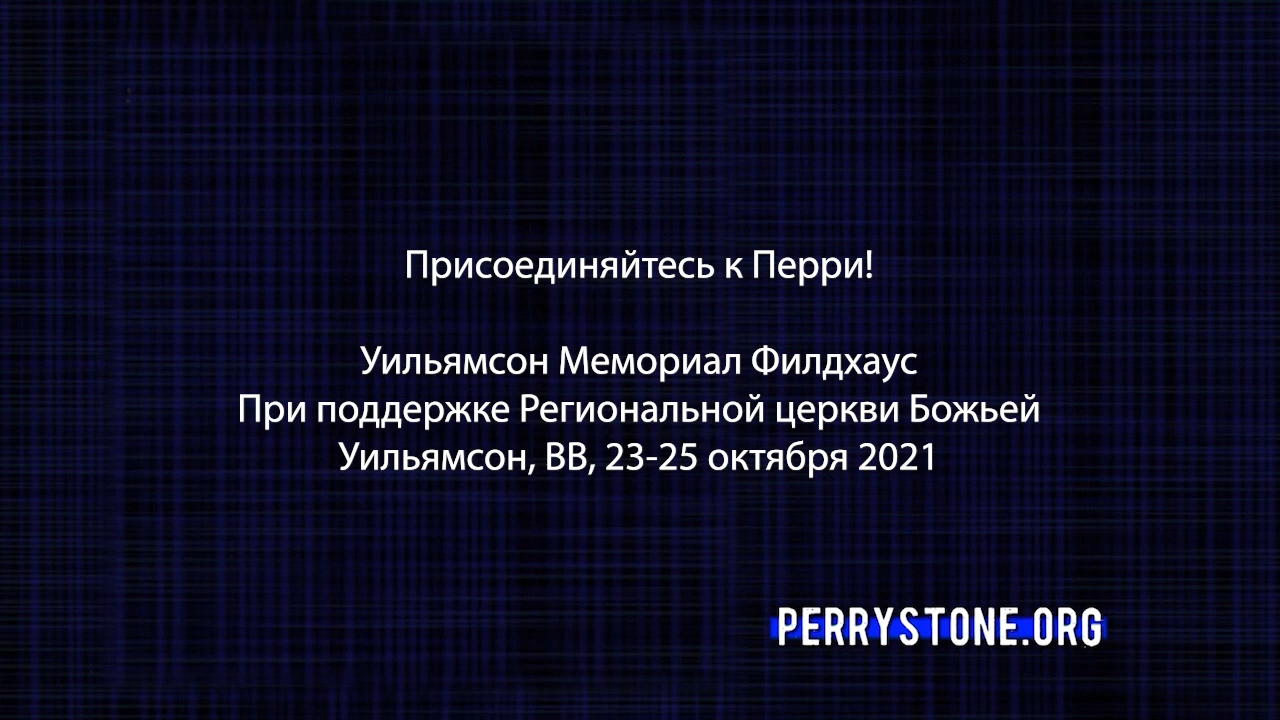 Присоединяйтесь к Перри!
Уильямсон Мемориал Филдхаус
При поддержке Региональной церкви Божьей
Уильямсон, ВВ, 23-25 октября 2021
PERRYSTONE.ORG